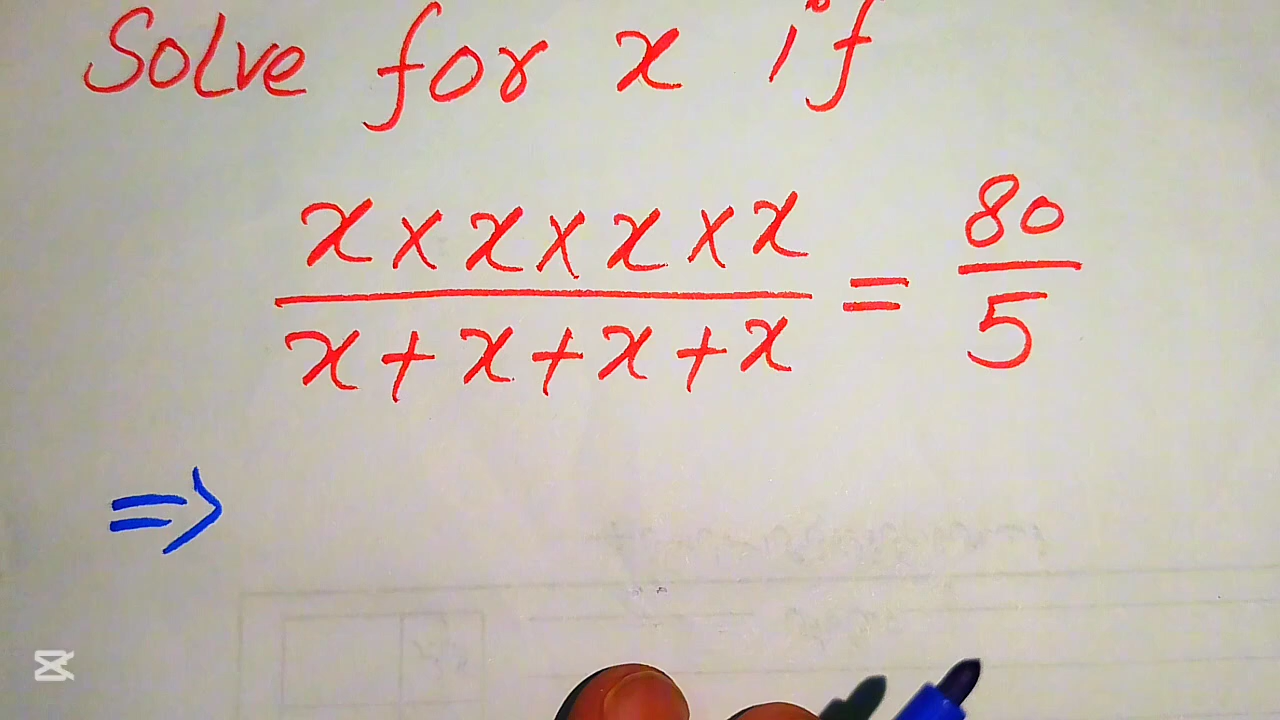 Solve for x if
x × x × x × x / x + x + x + x = 80 / 5
⇒